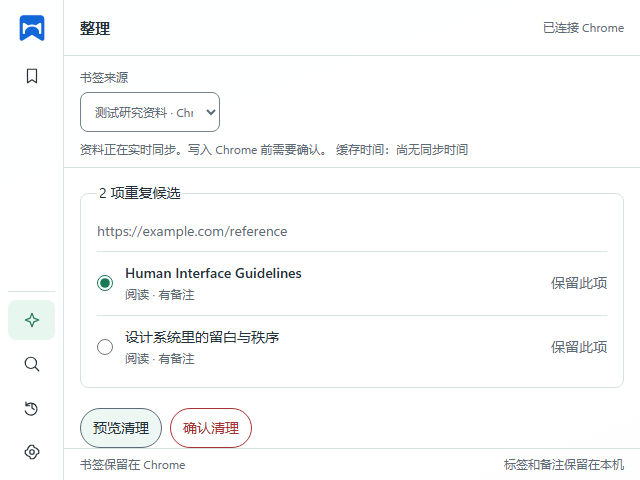 整理
已连接 Chrome
书签来源
测试研究资料 · Chr
资料正在实时同步。写入 Chrome 前需要确认。 缓存时间：尚无同步时间
2 项重复候选
https://example.com/reference
Human Interface Guidelines
阅读 · 有备注
保留此项
设计系统里的留白与秩序
阅读 · 有备注
保留此项
预览清理
确认清理
书签保留在 Chrome
标签和备注保留在本机